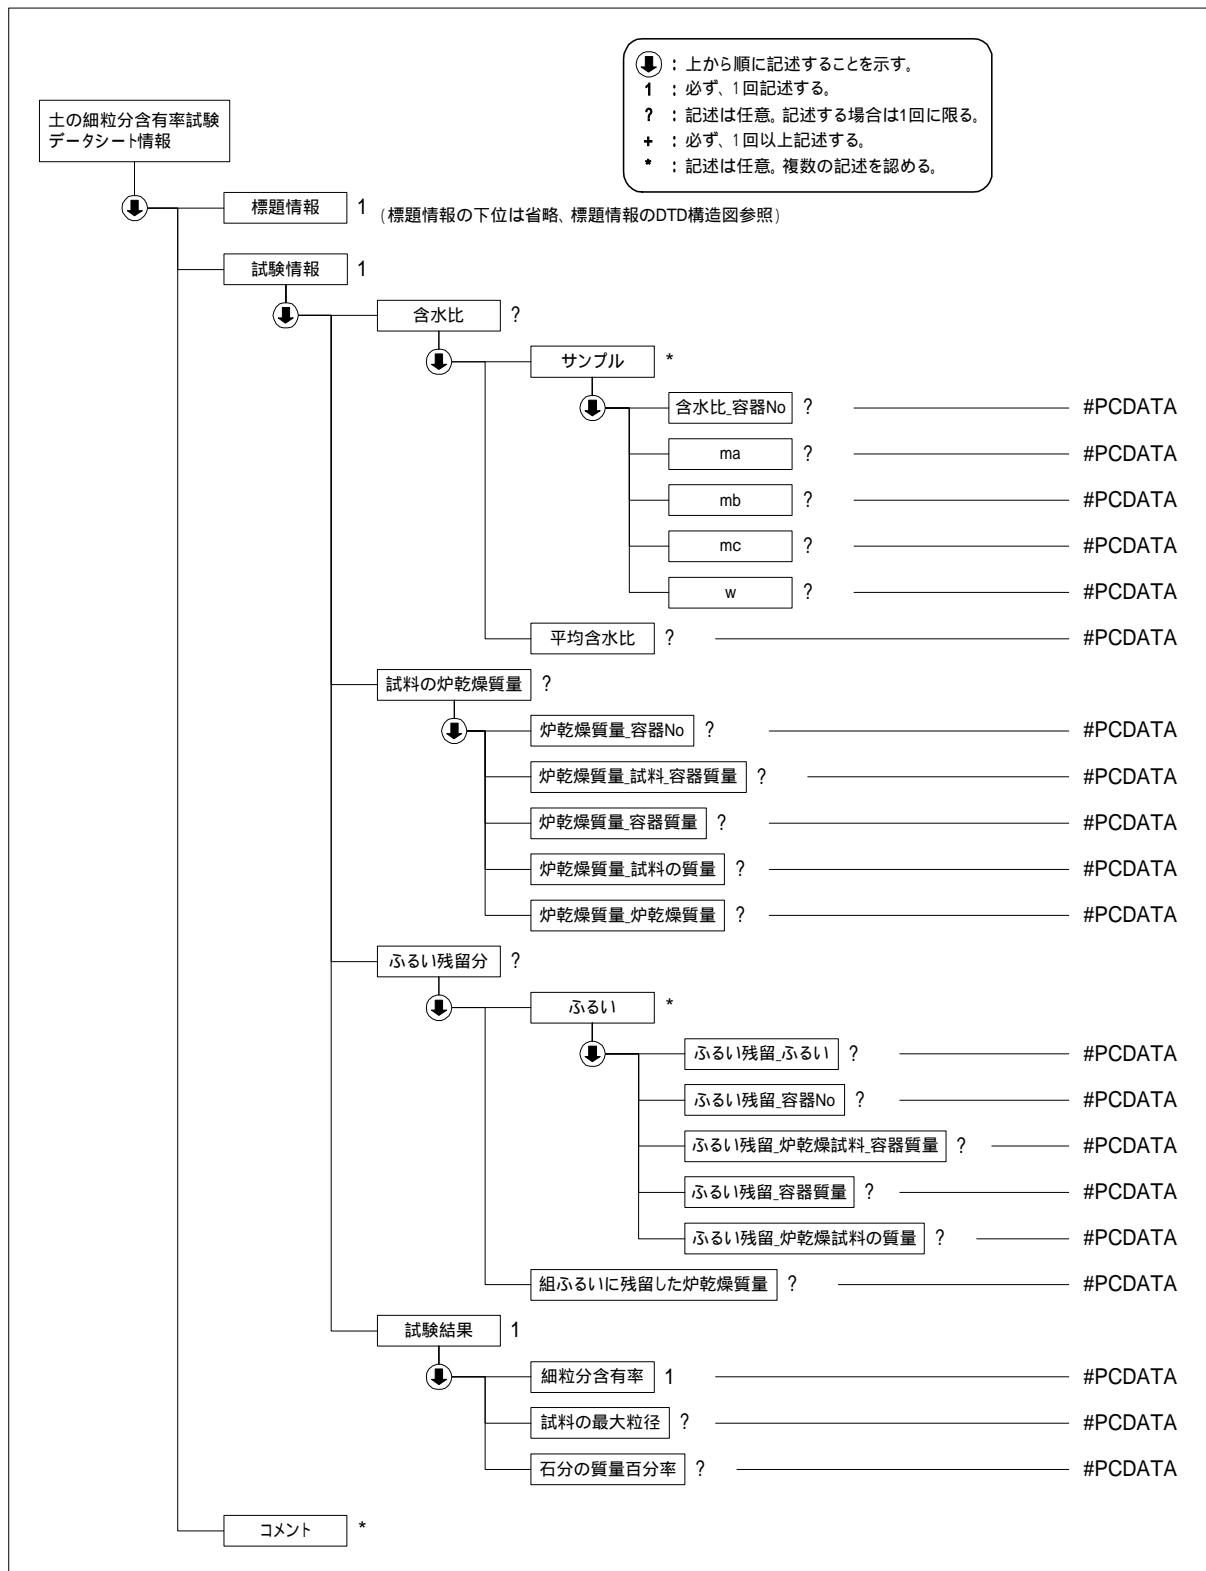 : 上から順に記述することを示す。
1 : 必ず、1回記述する。
? : 記述は任意。記述する場合は1回に限る。
+ : 必ず、1回以上記述する。
* : 記述は任意。複数の記述を認める。
土の細粒分含有率試験
データシート情報
標題情報 1 (標題情報の下位は省略、標題情報のDTD構造図参照)
試験情報 1
含水比 ?
サンプル *
含水比_容器No ? #PCDATA
ma ? #PCDATA
mb ? #PCDATA
mc ? #PCDATA
w ? #PCDATA
平均含水比 ? #PCDATA
試料の炉乾燥質量 ?
炉乾燥質量_容器No ? #PCDATA
炉乾燥質量_試料_容器質量 ? #PCDATA
炉乾燥質量_容器質量 ? #PCDATA
炉乾燥質量_試料の質量 ? #PCDATA
炉乾燥質量_炉乾燥質量 ? #PCDATA
ふるい残留分 ?
ふるい *
ふるい残留_ふるい ? #PCDATA
ふるい残留_容器No ? #PCDATA
ふるい残留_炉乾燥試料_容器質量 ? #PCDATA
ふるい残留_容器質量 ? #PCDATA
ふるい残留_炉乾燥試料の質量 ? #PCDATA
組ふるいに残留した炉乾燥質量 ? #PCDATA
試験結果 1
細粒分含有率 1 #PCDATA
試料の最大粒径 ? #PCDATA
石分の質量百分率 ? #PCDATA
コメント *